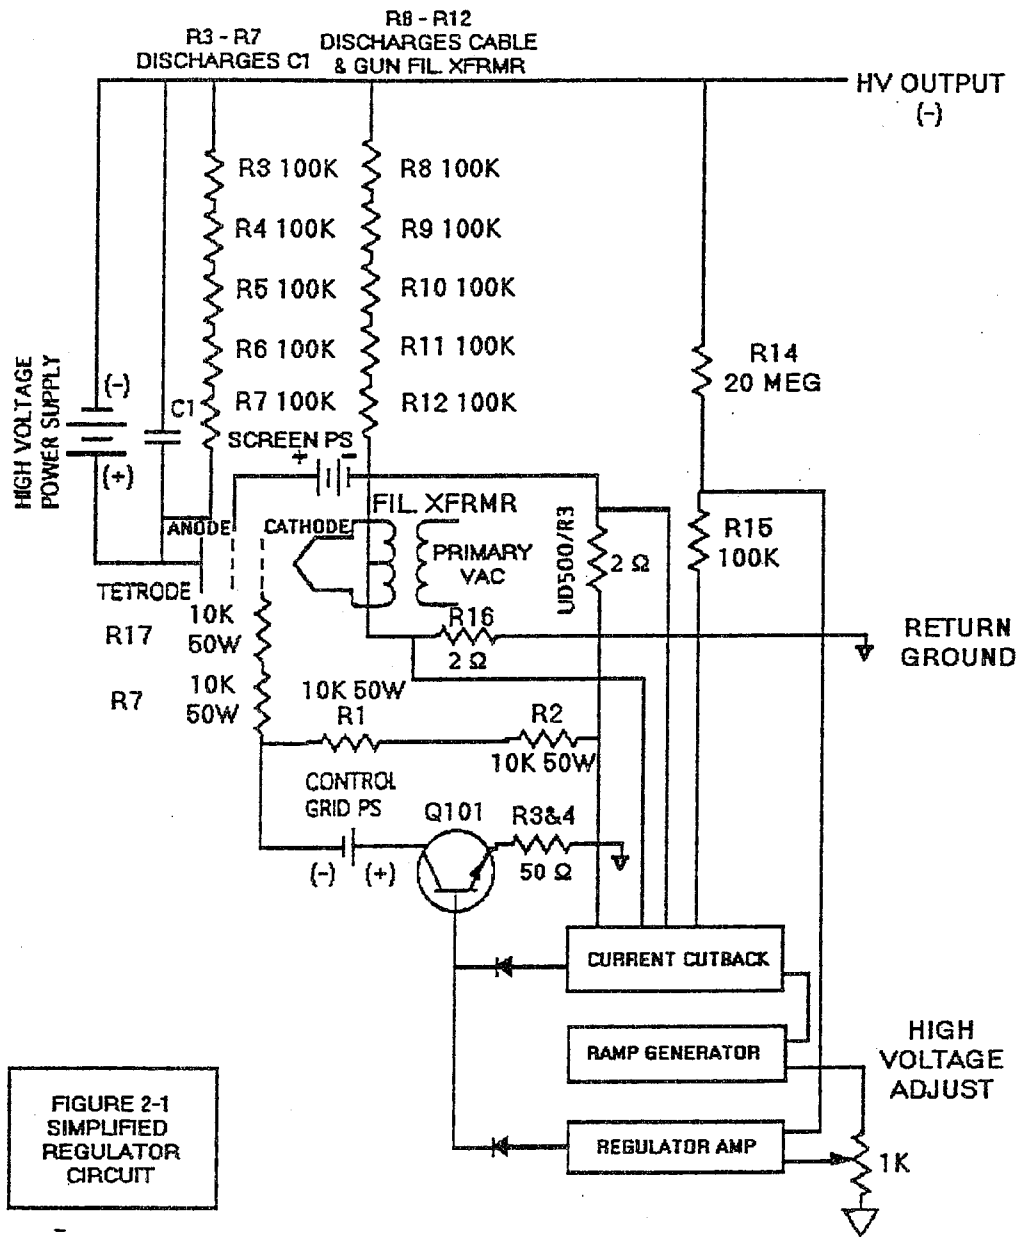 R3 - R7
DISCHARGES C1
R8 - R12
DISCHARGES CABLE
& GUN FIL. XFRMR
HV OUTPUT
(-)
R3 100K
R8 100K
R4 100K
R9 100K
R5 100K
R10 100K
R6 100K
R11 100K
R7 100K
R12 100K
R14
20 MEG
HIGH VOLTAGE
POWER SUPPLY
(-)
(+)
C1
SCREEN PS
+ -
ANODE
CATHODE
FIL. XFRMR
PRIMARY
VAC
UD500/R3
2 Ω
R15
100K
TETRODE
R17
10K
50W
R16
2 Ω
RETURN
GROUND
R7
10K
50W
10K 50W
R1
R2
10K 50W
CONTROL
GRID PS
(-) (+)
Q101
R3&4
50 Ω
CURRENT CUTBACK
RAMP GENERATOR
REGULATOR AMP
HIGH
VOLTAGE
ADJUST
1K
FIGURE 2-1
SIMPLIFIED
REGULATOR
CIRCUIT